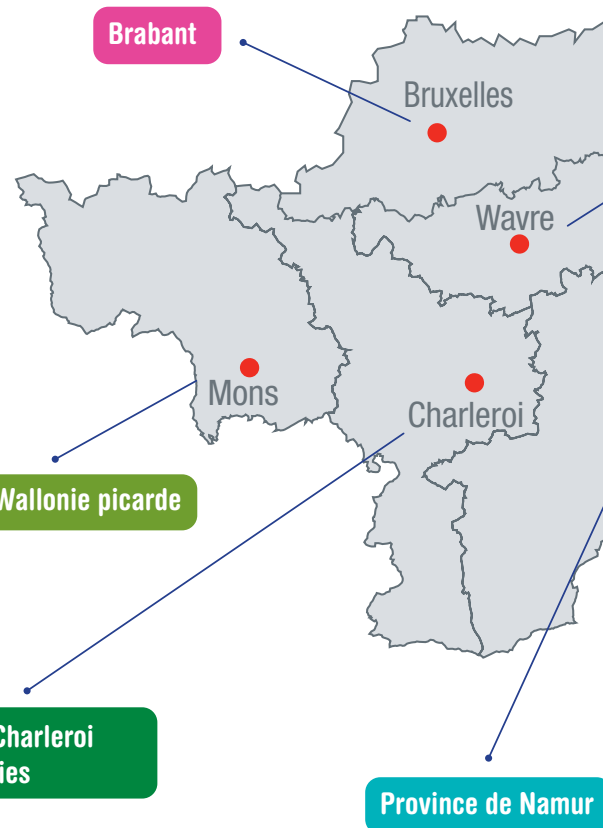 Brabant
Bruxelles
Wavre
Mons
Charleroi
Wallonie picarde
Charleroi
ies
Province de Namur